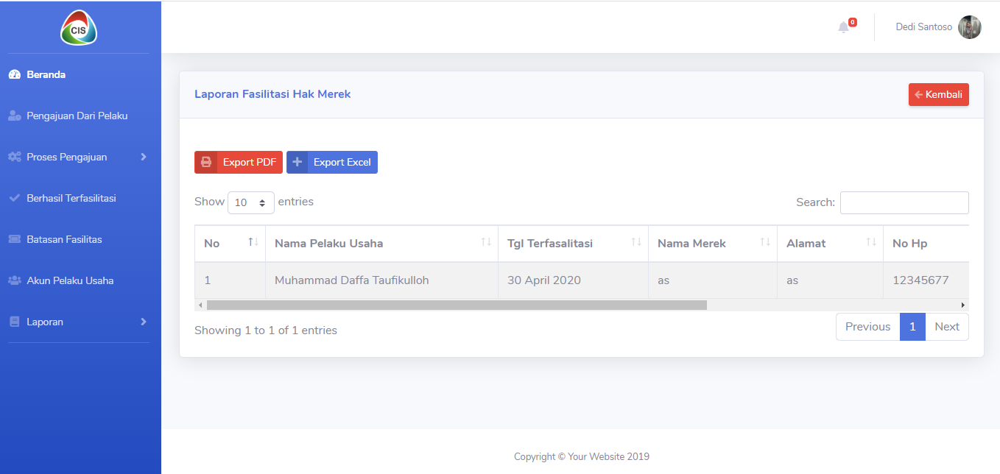 CIS
0
Dedi Santoso
Beranda
Pengajuan Dari Pelaku
Proses Pengajuan
Berhasil Terfasilitasi
Batasan Fasilitas
Akun Pelaku Usaha
Laporan
Laporan Fasilitasi Hak Merek
Kembali
Export PDF Export Excel
Show 10 entries
Search:
No Nama Pelaku Usaha Tgl Terfasalitasi Nama Merek Alamat No Hp
1 Muhammad Daffa Taufikulloh 30 April 2020 as as 12345677
Showing 1 to 1 of 1 entries
Previous 1 Next
Copyright © Your Website 2019